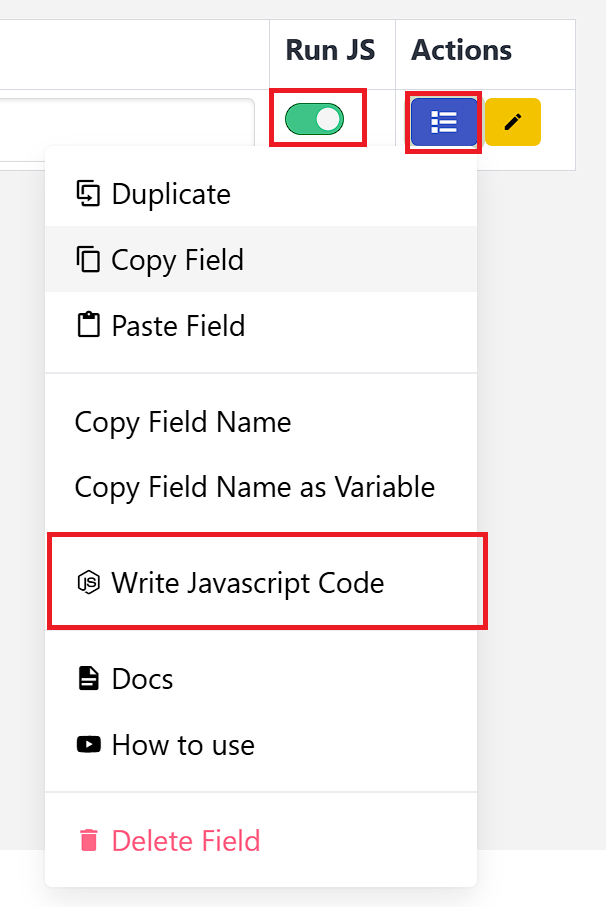 Run JS Actions
Duplicate
Copy Field
Paste Field
Copy Field Name
Copy Field Name as Variable
JS Write Javascript Code
Docs
How to use
Delete Field